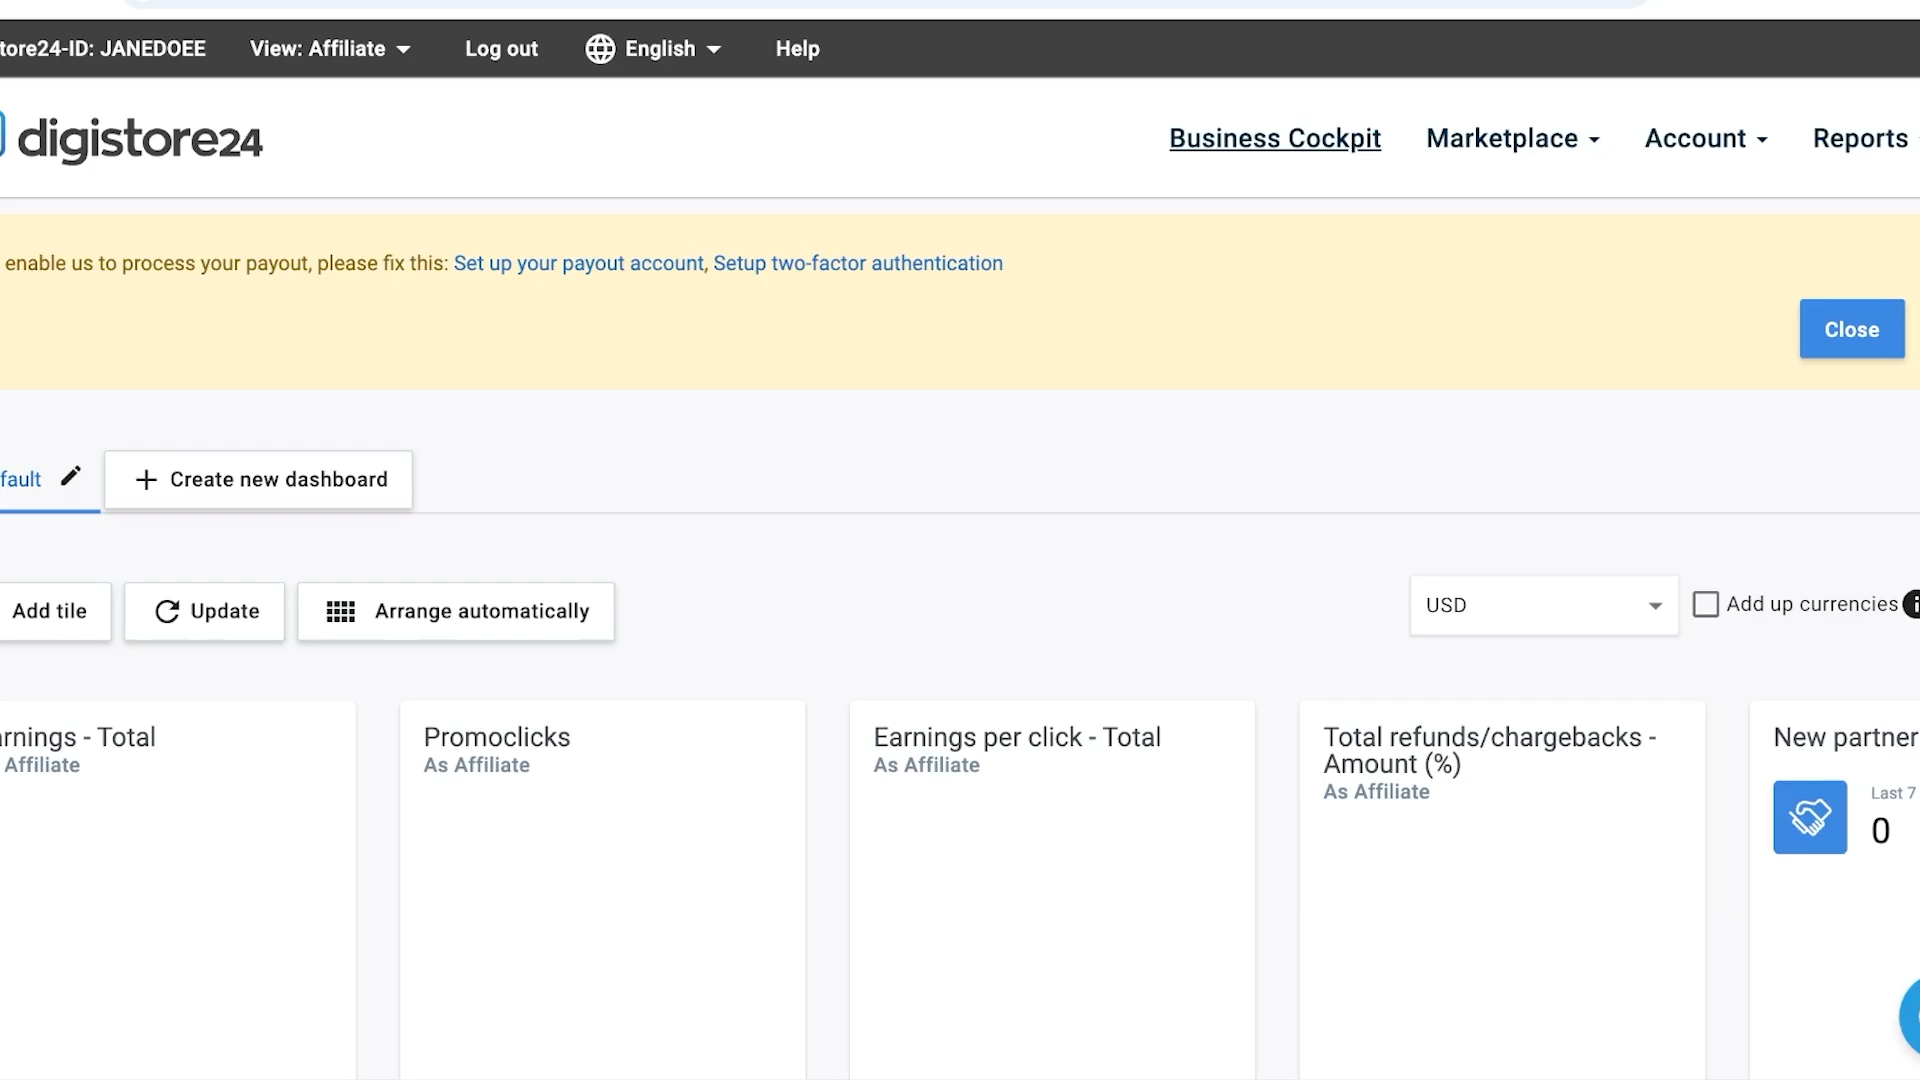 tore24-ID: JANEDOEE View: Affiliate Log out English Help
digistore24 Business Cockpit Marketplace Account Reports
enable us to process your payout, please fix this: Set up your payout account, Setup two-factor authentication
Close
fault Create new dashboard
Add tile Update Arrange automatically USD Add up currencies
rnings - Total
Affiliate
Promoclicks
As Affiliate
Earnings per click - Total
As Affiliate
Total refunds/chargebacks -
Amount (%)
As Affiliate
New partner
Last 7
0